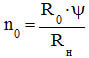 n₀ = R₀·ψ / Rн